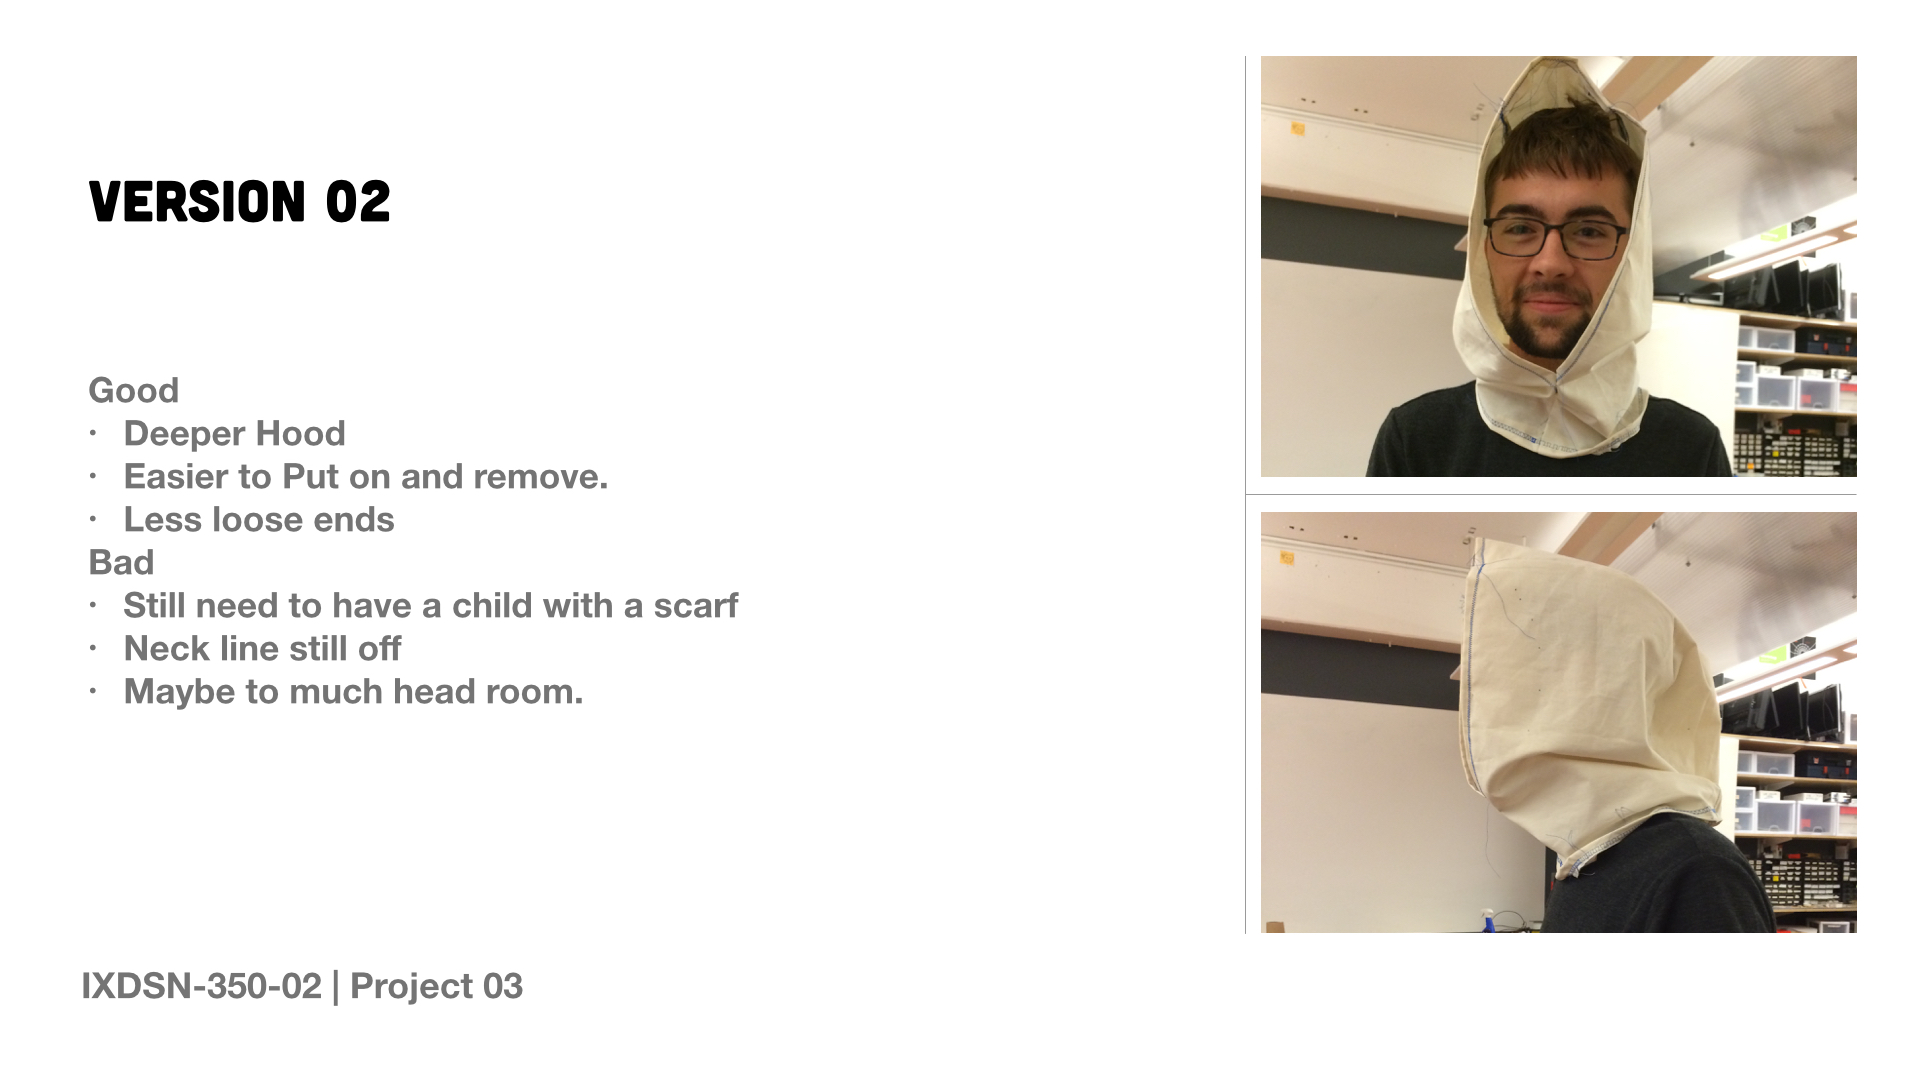 VERSION 02
Good
· Deeper Hood
· Easier to Put on and remove.
· Less loose ends
Bad
· Still need to have a child with a scarf
· Neck line still off
· Maybe to much head room.
IXDSN-350-02 | Project 03